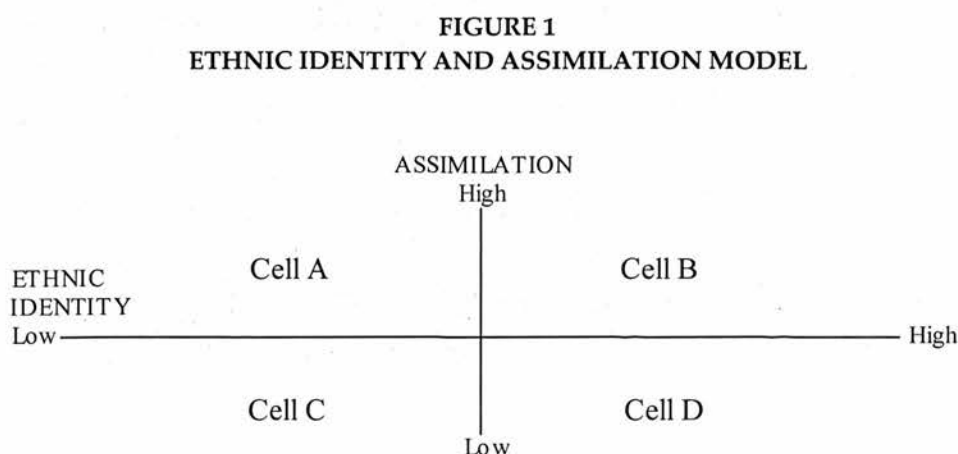 FIGURE 1
ETHNIC IDENTITY AND ASSIMILATION MODEL
ASSIMILATION
High
Cell A
Cell B
ETHNIC
IDENTITY
Low
High
Cell C
Cell D
Low